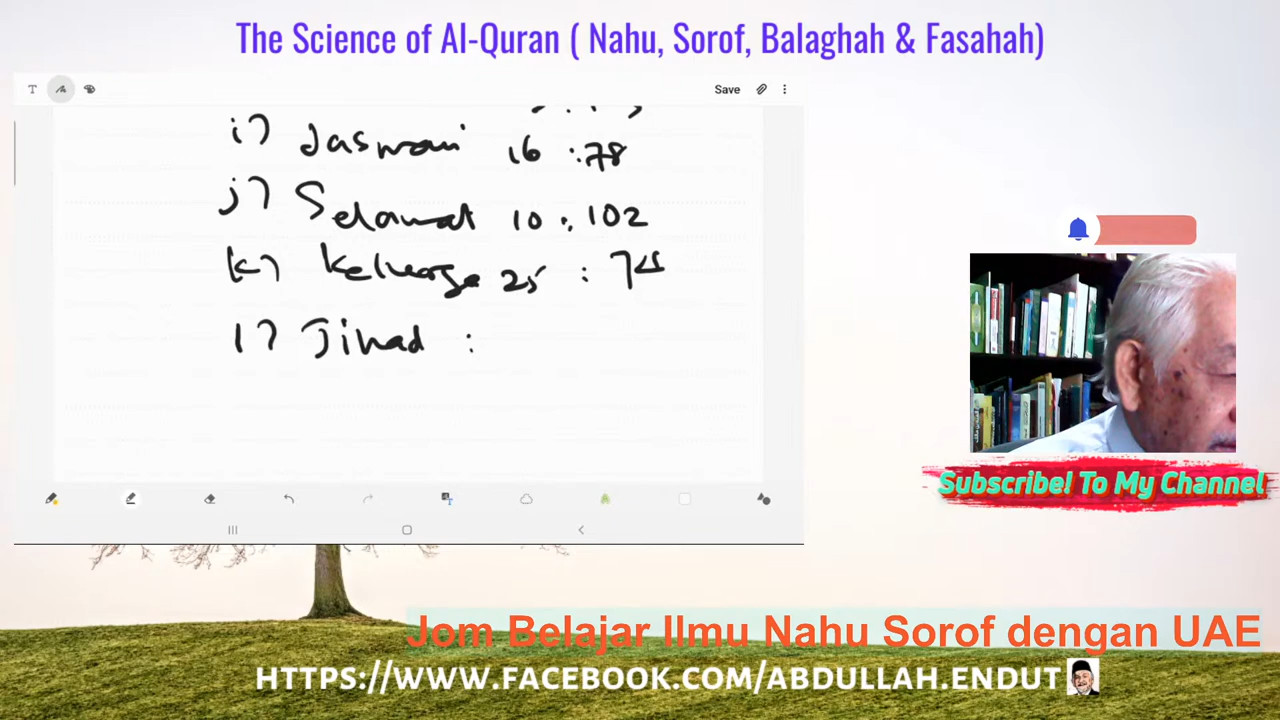 The Science of Al-Quran ( Nahu, Sorof, Balaghah & Fasahah)
T
Save
i) Jasmani 16 : 78
j) Selawat 10 : 102
k) Keluarga 25 : 74
l) Jihad :
Subscribe! To My Channel
Jom Belajar Ilmu Nahu Sorof dengan UAE
HTTPS://WWW.FACEBOOK.COM/ABDULLAH.ENDUT